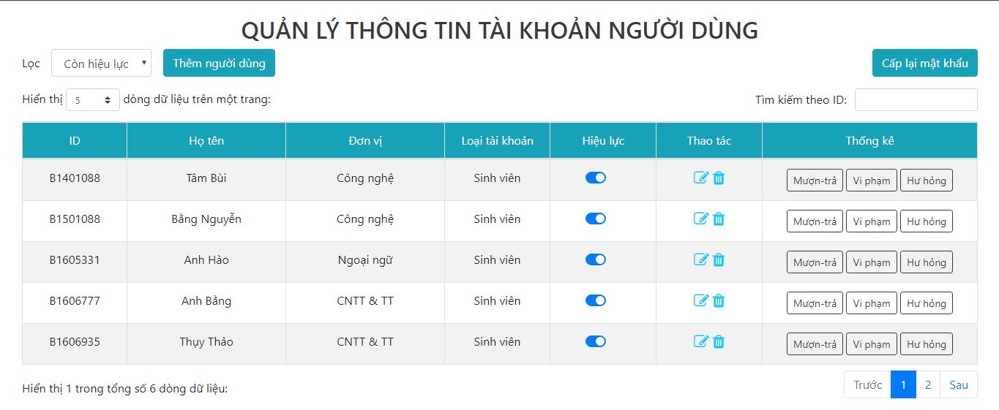 QUẢN LÝ THÔNG TIN TÀI KHOẢN NGƯỜI DÙNG
Lọc Còn hiệu lực Thêm người dùng Cấp lại mật khẩu
Hiển thị 5 dòng dữ liệu trên một trang: Tìm kiếm theo ID:
ID Họ tên Đơn vị Loại tài khoản Hiệu lực Thao tác Thống kê
B1401088 Tâm Bùi Công nghệ Sinh viên Mượn-trả Vi phạm Hư hỏng
B1501088 Bằng Nguyễn Công nghệ Sinh viên Mượn-trả Vi phạm Hư hỏng
B1605331 Anh Hào Ngoại ngữ Sinh viên Mượn-trả Vi phạm Hư hỏng
B1606777 Anh Bằng CNTT & TT Sinh viên Mượn-trả Vi phạm Hư hỏng
B1606935 Thụy Thảo CNTT & TT Sinh viên Mượn-trả Vi phạm Hư hỏng
Hiển thị 1 trong tổng số 6 dòng dữ liệu: Trước 1 2 Sau